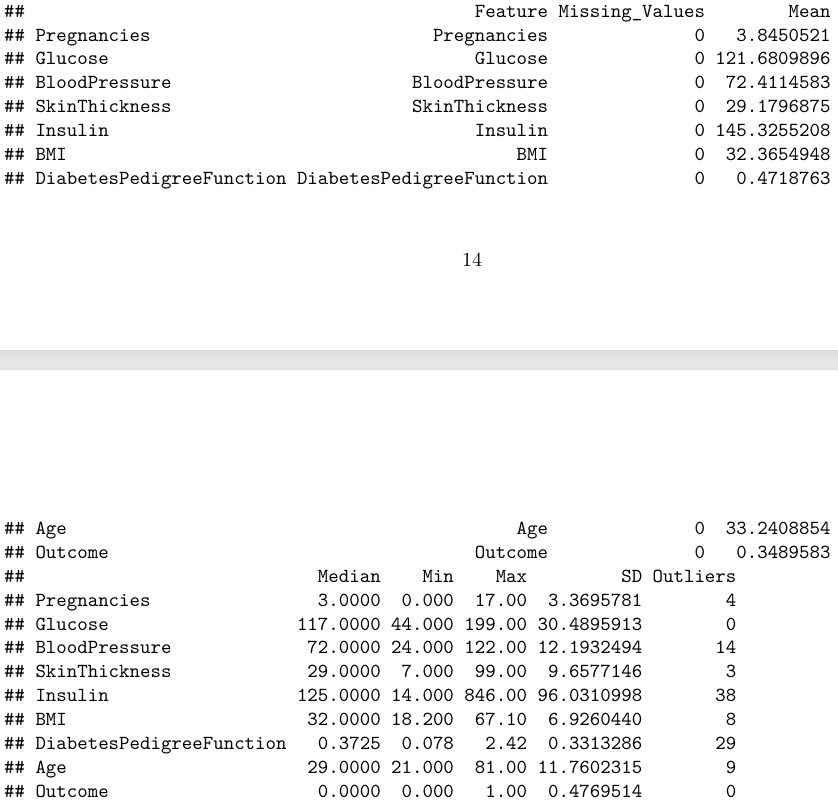 ##                                           Feature Missing_Values        Mean
## Pregnancies                           Pregnancies              0   3.8450521
## Glucose                                   Glucose              0 121.6809896
## BloodPressure                       BloodPressure              0  72.4114583
## SkinThickness                       SkinThickness              0  29.1796875
## Insulin                                   Insulin              0 145.3255208
## BMI                                           BMI              0  32.3654948
## DiabetesPedigreeFunction DiabetesPedigreeFunction              0   0.4718763
14
## Age                                           Age              0  33.2408854
## Outcome                                   Outcome              0   0.3489583
##                            Median    Min    Max         SD Outliers
## Pregnancies                3.0000  0.000  17.00  3.3695781        4
## Glucose                  117.0000 44.000 199.00 30.4895913        0
## BloodPressure             72.0000 24.000 122.00 12.1932494       14
## SkinThickness             29.0000  7.000  99.00  9.6577146        3
## Insulin                  125.0000 14.000 846.00 96.0310998       38
## BMI                       32.0000 18.200  67.10  6.9260440        8
## DiabetesPedigreeFunction   0.3725  0.078   2.42  0.3313286       29
## Age                       29.0000 21.000  81.00 11.7602315        9
## Outcome                    0.0000  0.000   1.00  0.4769514        0